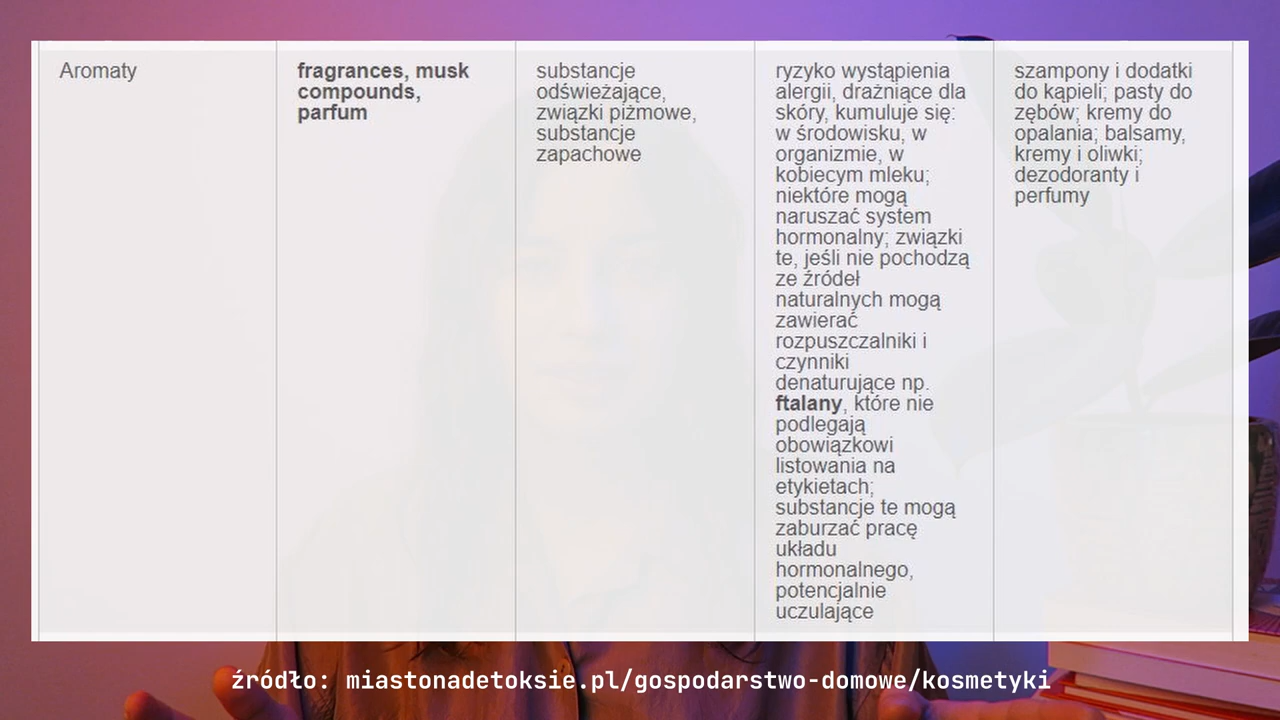 Aromaty
fragrances, musk
compounds,
parfum
substancje
odświeżające,
związki piżmowe,
substancje
zapachowe
ryzyko wystąpienia
alergii, drażniące dla
skóry, kumuluje się:
w środowisku, w
organizmie, w
kobiecym mleku;
niektóre mogą
naruszać system
hormonalny; związki
te, jeśli nie pochodzą
ze źródeł
naturalnych mogą
zawierać
rozpuszczalniki i
czynniki
denaturujące np.
ftalany, które nie
podlegają
obowiązkowi
listowania na
etykietach;
substancje te mogą
zaburzać pracę
układu
hormonalnego,
potencjalnie
uczulające
szampony i dodatki
do kąpieli; pasty do
zębów; kremy do
opalania; balsamy,
kremy i oliwki;
dezodoranty i
perfumy
źródło: miastonadetoksie.pl/gospodarstwo-domowe/kosmetyki